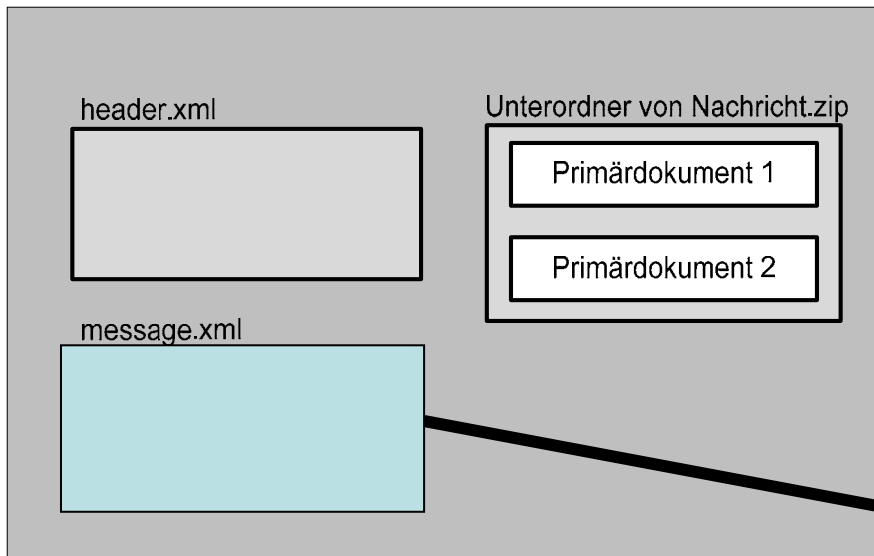 header.xml
Unterordner von Nachricht.zip
Primärdokument 1
Primärdokument 2
message.xml